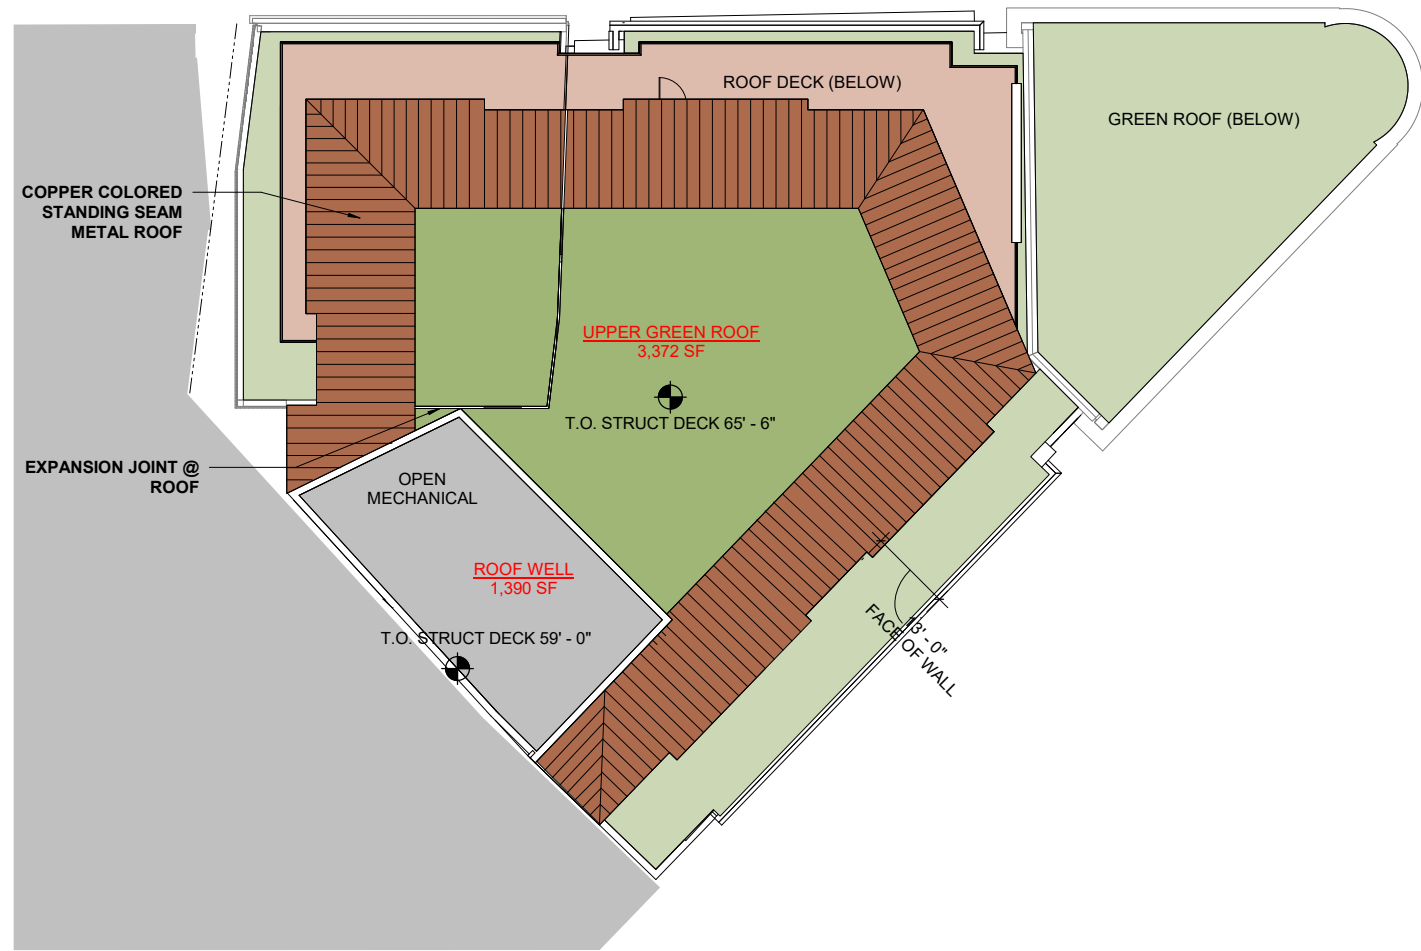 ROOF DECK (BELOW)
GREEN ROOF (BELOW)
COPPER COLORED
STANDING SEAM
METAL ROOF
UPPER GREEN ROOF
3,372 SF
T.O. STRUCT DECK 65' - 6"
EXPANSION JOINT @
ROOF
OPEN
MECHANICAL
ROOF WELL
1,390 SF
T.O. STRUCT DECK 59' - 0"
13' - 0"
FACE OF WALL